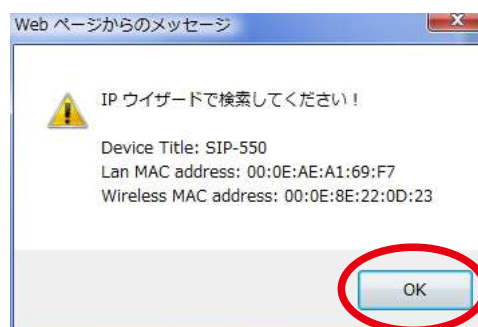 Web ページからのメッセージ
IP ウイザードで検索してください！
Device Title: SIP-550
Lan MAC address: 00:0E:AE:A1:69:F7
Wireless MAC address: 00:0E:8E:22:0D:23
OK